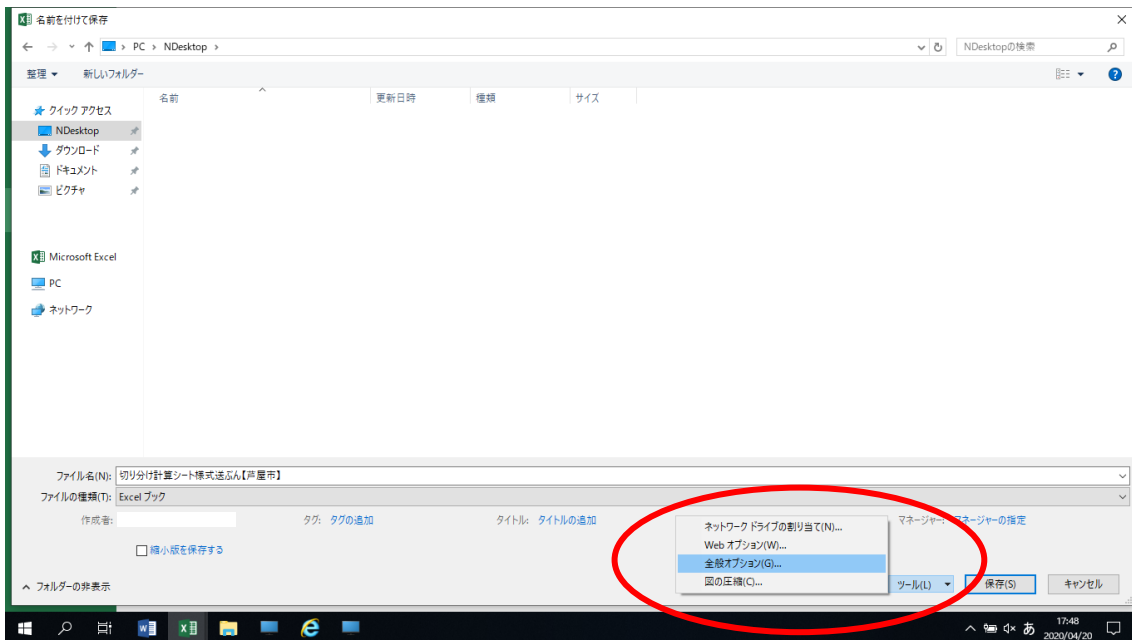 名前を付けて保存
PC › NDesktop ›
NDesktopの検索
整理 新しいフォルダー
名前 更新日時 種類 サイズ
クイック アクセス
NDesktop
ダウンロード
ドキュメント
ピクチャ
Microsoft Excel
PC
ネットワーク
ファイル名(N): 切り分け計算シート様式送ぶん【芦屋市】
ファイルの種類(T): Excel ブック
作成者: タグ: タグの追加 タイトル: タイトルの追加 マネージャー: マネージャーの指定
縮小版を保存する
ネットワーク ドライブの割り当て(N)...
Web オプション(W)...
全般オプション(G)...
図の圧縮(C)...
フォルダーの非表示
ツール(L) 保存(S) キャンセル
あ 17:48
2020/04/20